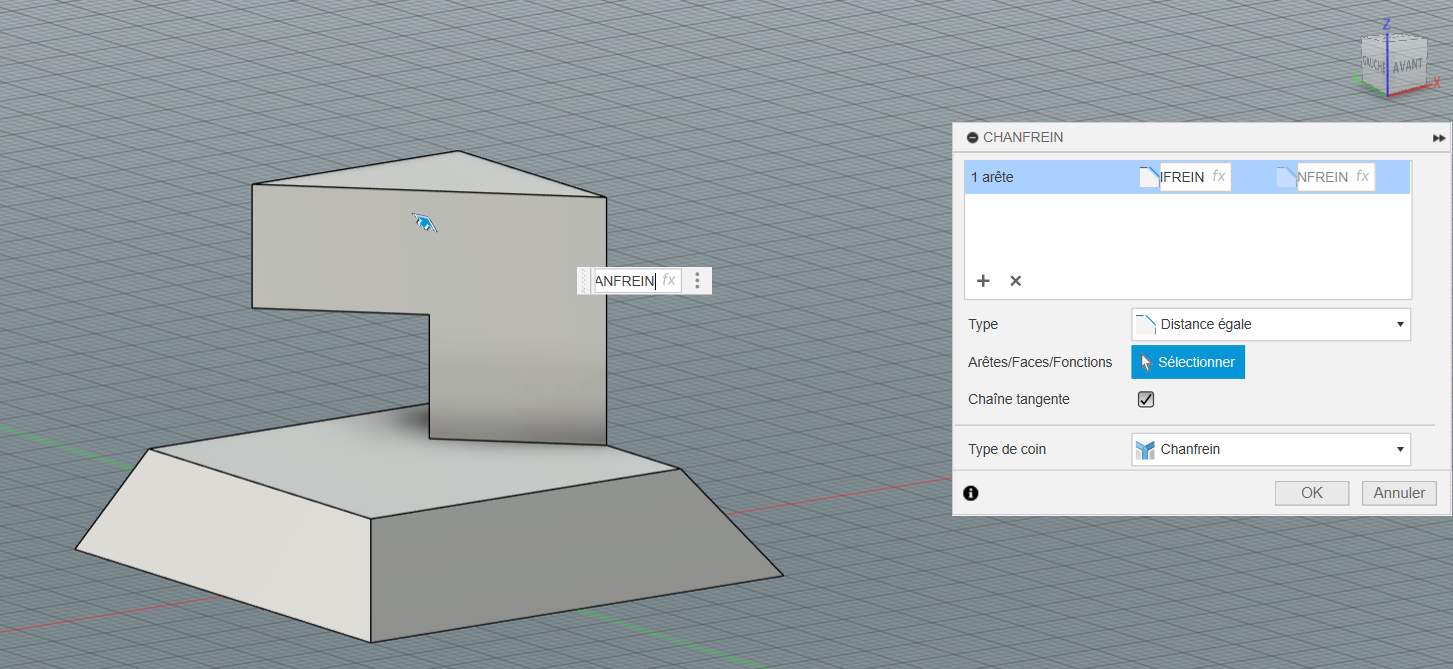 Z
GAUCHE
AVANT
X
CHANFREIN
1 arête
IFREIN fx
NFREIN fx
ANFREIN fx
Type
Distance égale
Arêtes/Faces/Fonctions
Sélectionner
Chaîne tangente
Type de coin
Chanfrein
OK
Annuler